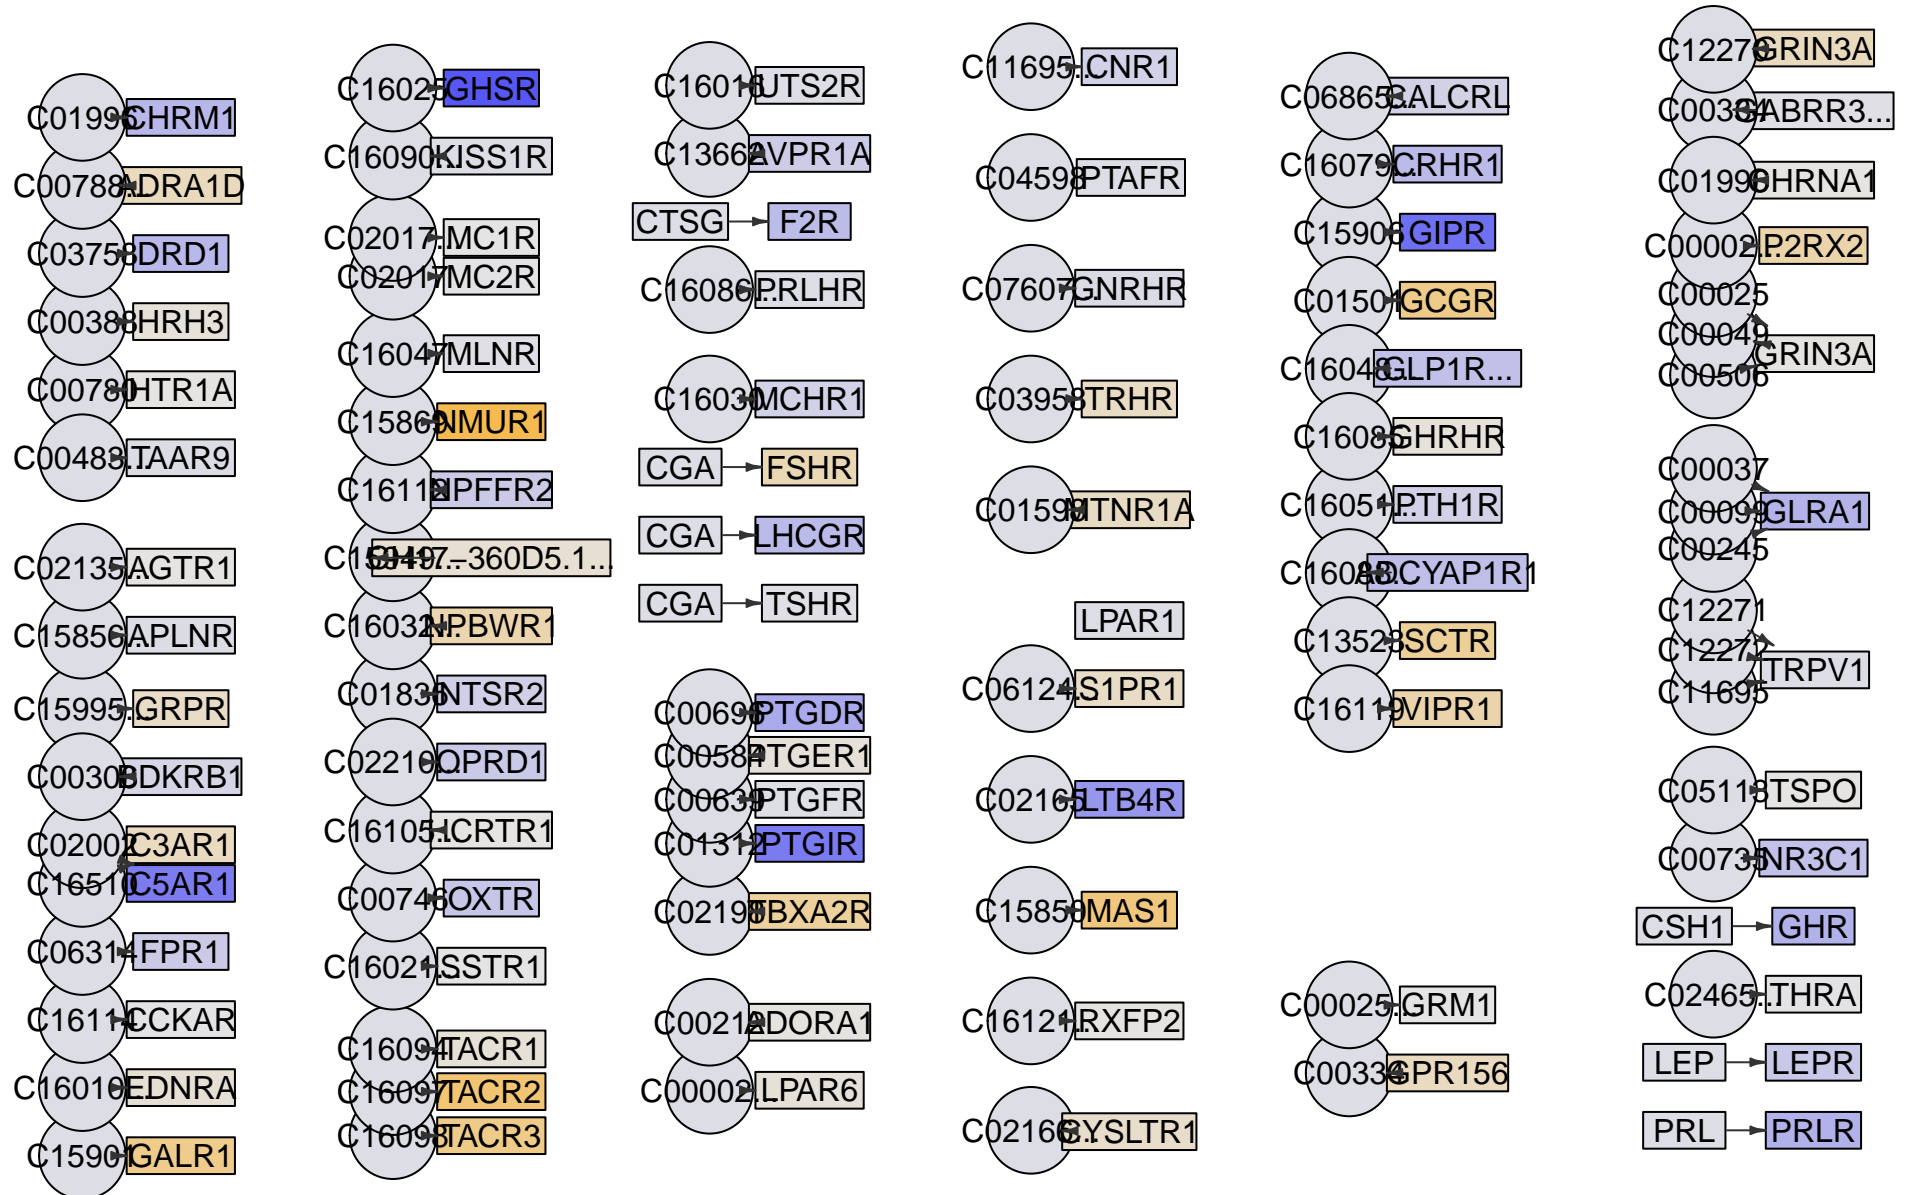 C01996 CHRM1
C00788... ADRA1D
C03758 DRD1
C00388 HRH3
C00780 HTR1A
C00483... TAAR9
C02135... AGTR1
C15856... APLNR
C15995... GRPR
C00306 BDKRB1
C02002 C3AR1
C16510 C5AR1
C06314 FPR1
C16114 CCKAR
C16010 EDNRA
C15901 GALR1
C16025 GHSR
C16090... KISS1R
C02017... MC1R
C02017 MC2R
C16047 MLNR
C15869 NMUR1
C16118 NPFFR2
-360D5.1...
C16032... NPBWR1
C01836 NTSR2
C02210... OPRD1
C16105... HCRTR1
C00746 OXTR
C16021... SSTR1
C16094 TACR1
C16097 TACR2
C16098 TACR3
C16016 UTS2R
C13662 AVPR1A
CTSG F2R
C16086... PRLHR
C16030 MCHR1
CGA FSHR
CGA LHCGR
CGA TSHR
C00696 PTGDR
C00584 PTGER1
C00639 PTGFR
C01312 PTGIR
C02198 TBXA2R
C00212 ADORA1
C00002... LPAR6
C11695... CNR1
C04598 PTAFR
C07607... GNRHR
C03958 TRHR
C01598 MTNR1A
LPAR1
C06124... S1PR1
C02165 LTB4R
C15850 MAS1
C16121... RXFP2
C02166... CYSLTR1
C06865... CALCRL
C16079... CRHR1
C15906 GIPR
C01501 GCGR
C16048... GLP1R...
C16085 GHRHR
C16051... PTH1R
ADCYAP1R1
C13523 SCTR
C16119 VIPR1
C00025... GRM1
C00334 GPR156
C12270 GRIN3A
C00334 GABRR3...
C01996 CHRNA1
C00002... P2RX2
C00025
C00049
C00506
GRIN3A
C00037
C00099
C00245
GLRA1
C12271
C12272
C11695
TRPV1
C05113 TSPO
C00735 NR3C1
CSH1 GHR
C02465... THRA
LEP LEPR
PRL PRLR